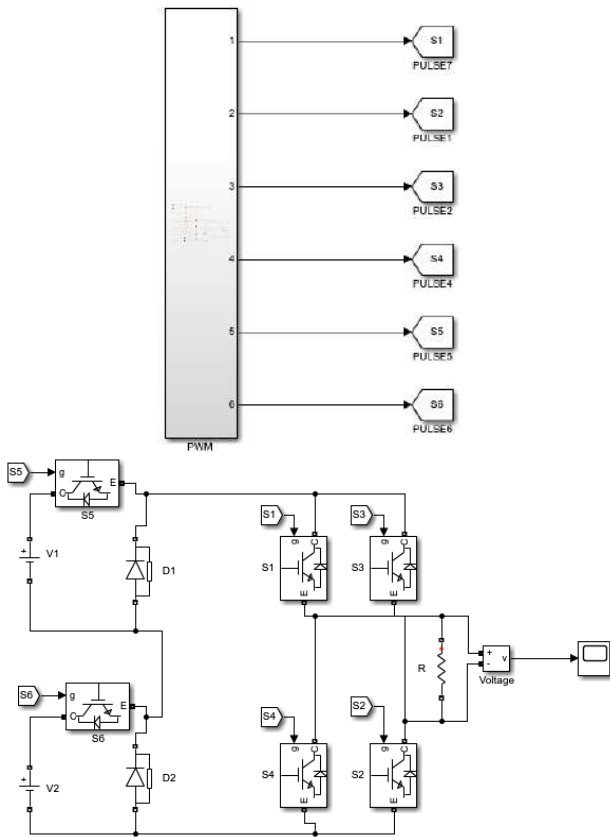 1
S1
PULSE7
2
S2
PULSE1
3
S3
PULSE2
4
S4
PULSE4
5
S5
PULSE5
6
S6
PULSE6
PWM
S5
g
C
E
S5
S1
S3
g
C
g
C
+
V1
D1
S1
S3
E
E
R
+
-
v
Voltage
S6
g
C
E
S6
S4
S2
g
C
g
C
+
V2
D2
S4
S2
E
E